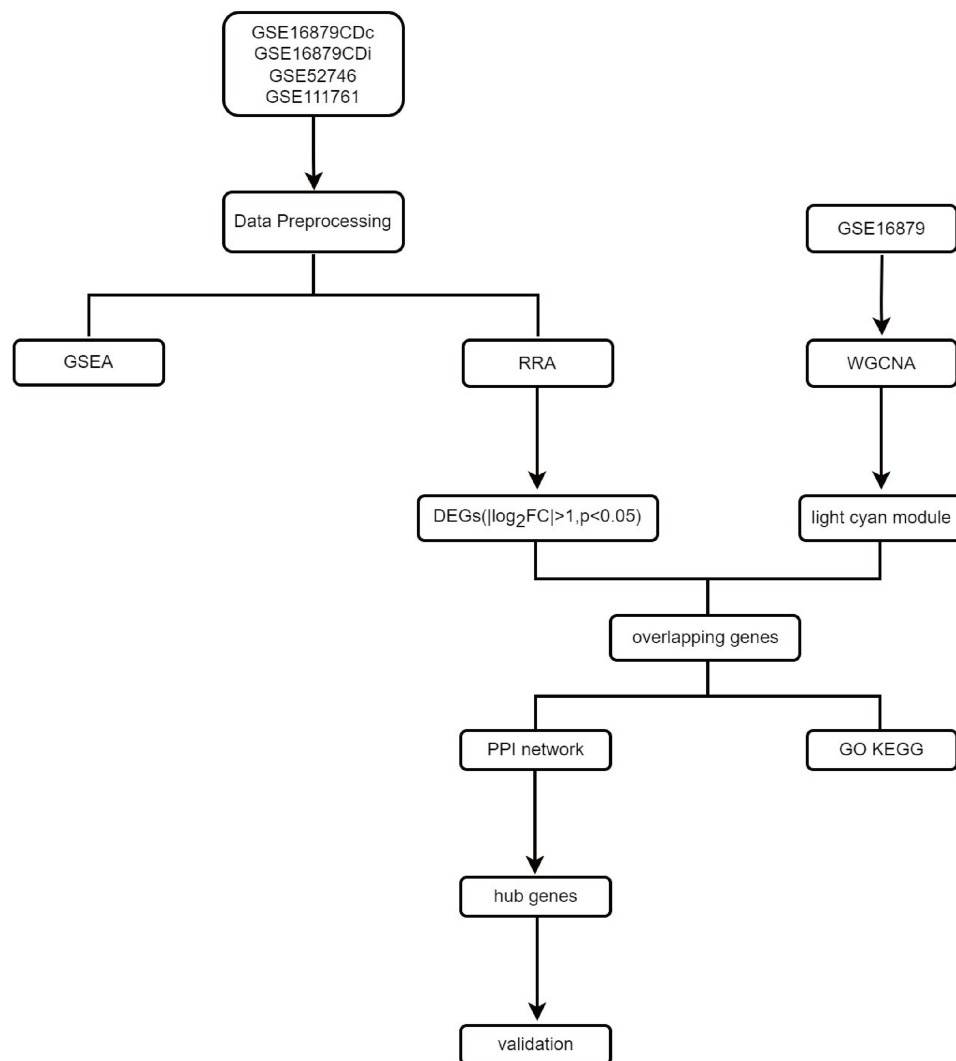 GSE16879CDc
GSE16879CDi
GSE52746
GSE111761
Data Preprocessing
GSE16879
GSEA
RRA
WGCNA
DEGs(|log₂FC|>1,p<0.05)
light cyan module
overlapping genes
PPI network
GO KEGG
hub genes
validation